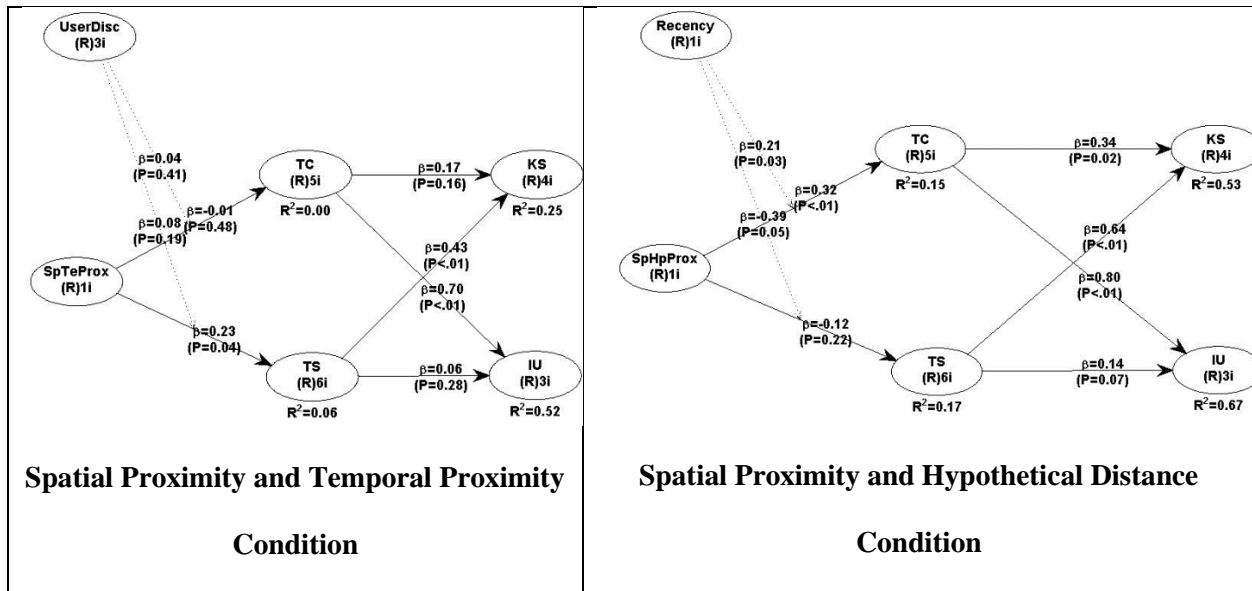 UserDisc
(R)3i
β=0.04
(P=0.41)
TC
(R)5i
R²=0.00
β=0.17
(P=0.16)
KS
(R)4i
R²=0.25
β=-0.01
(P=0.48)
β=0.08
(P=0.19)
SpTeProx
(R)1i
β=0.43
(P<.01)
β=0.70
(P<.01)
β=0.23
(P=0.04)
TS
(R)6i
R²=0.06
β=0.06
(P=0.28)
IU
(R)3i
R²=0.52
Spatial Proximity and Temporal Proximity
Condition
Recency
(R)1i
β=0.21
(P=0.03)
TC
(R)5i
R²=0.15
β=0.34
(P=0.02)
KS
(R)4i
R²=0.53
β=0.32
(P<.01)
β=-0.39
(P=0.05)
SpHpProx
(R)1i
β=0.64
(P<.01)
β=0.80
(P<.01)
β=-0.12
(P=0.22)
TS
(R)6i
R²=0.17
β=0.14
(P=0.07)
IU
(R)3i
R²=0.67
Spatial Proximity and Hypothetical Distance
Condition